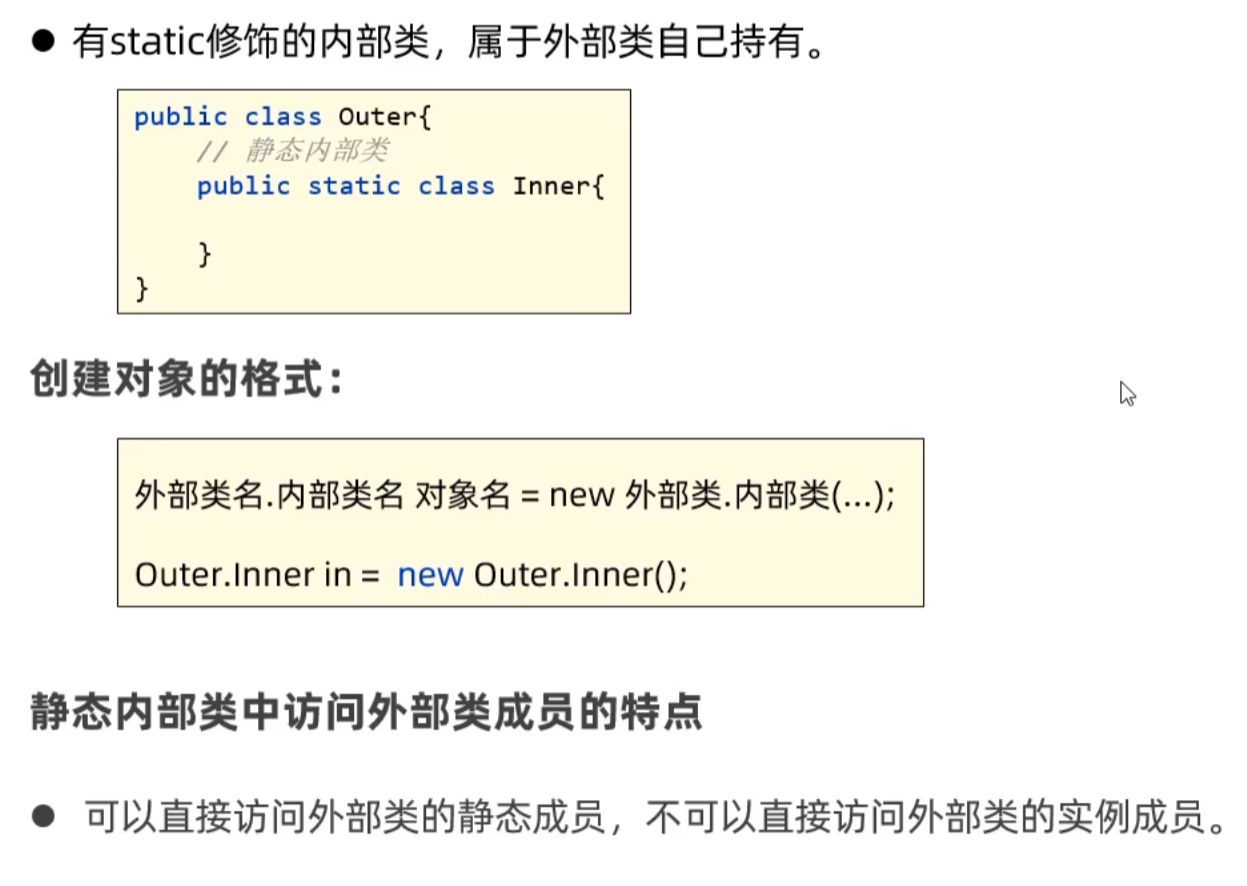 ● 有static修饰的内部类，属于外部类自己持有。
public class Outer{
    // 静态内部类
    public static class Inner{
    }
}
创建对象的格式：
外部类名.内部类名 对象名 = new 外部类.内部类(...);
Outer.Inner in =  new Outer.Inner();
静态内部类中访问外部类成员的特点
● 可以直接访问外部类的静态成员，不可以直接访问外部类的实例成员。